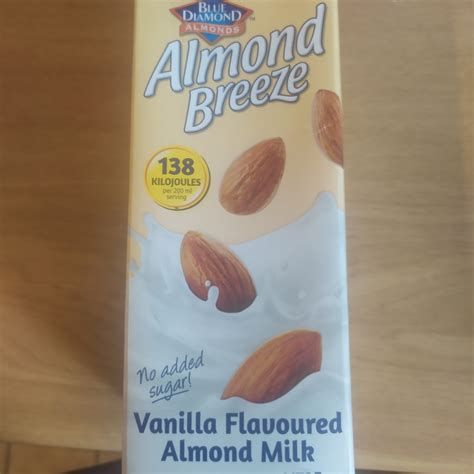 BLUE
DIAMOND
ALMONDS
Almond
Breeze
138
KILOJOULES
per 200 ml
serving
No added
sugar!
Vanilla Flavoured
Almond Milk